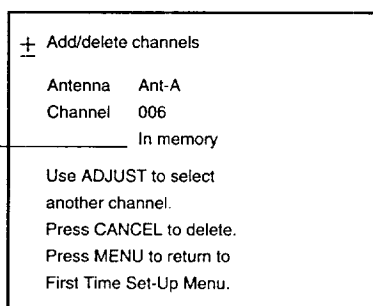 ± Add/delete channels
Antenna Ant-A
Channel 006
In memory
Use ADJUST to select
another channel.
Press CANCEL to delete.
Press MENU to return to
First Time Set-Up Menu.